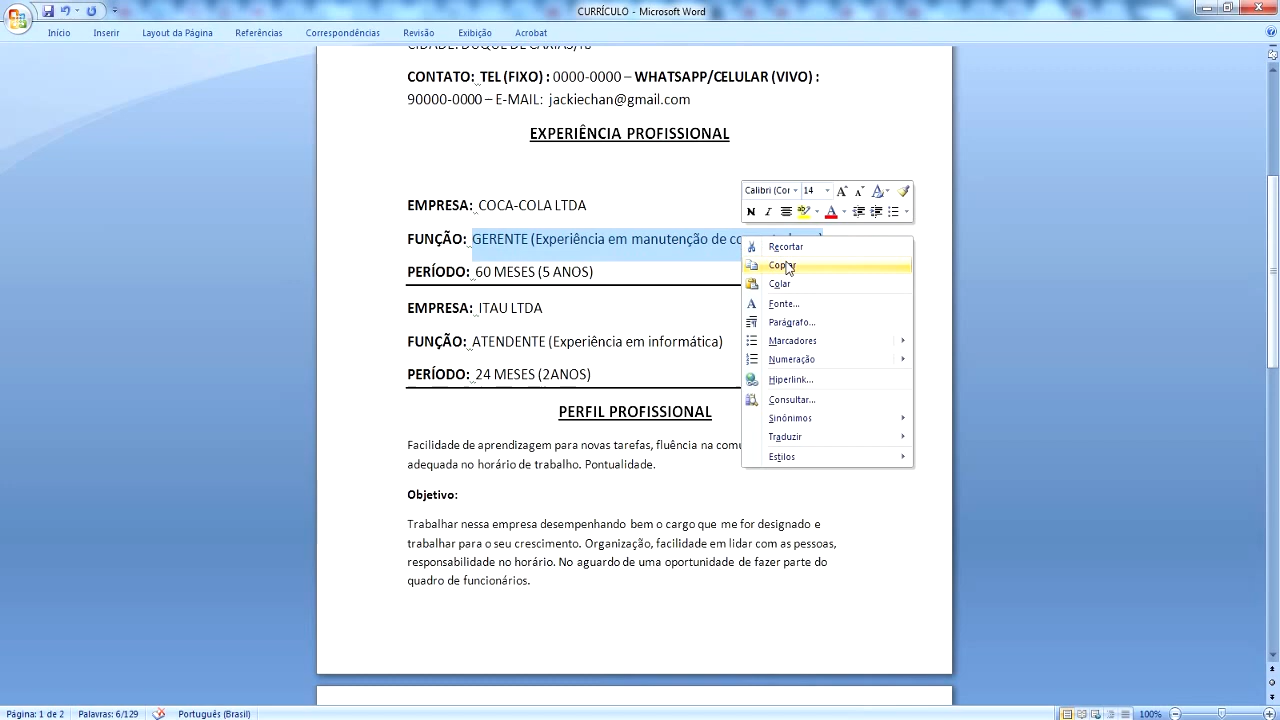 CURRÍCULO - Microsoft Word
Início Inserir Layout da Página Referências Correspondências Revisão Exibição Acrobat
CONTATO: TEL (FIXO) : 0000-0000 – WHATSAPP/CELULAR (VIVO) :
90000-0000 – E-MAIL: jackiechan@gmail.com
EXPERIÊNCIA PROFISSIONAL
Calibri (Cor 14
EMPRESA: COCA-COLA LTDA
FUNÇÃO: GERENTE (Experiência em manutenção de
PERÍODO: 60 MESES (5 ANOS)
EMPRESA: ITAU LTDA
FUNÇÃO: ATENDENTE (Experiência em informática)
PERÍODO: 24 MESES (2ANOS)
PERFIL PROFISSIONAL
Facilidade de aprendizagem para novas tarefas, fluência na
adequada no horário de trabalho. Pontualidade.
Objetivo:
Trabalhar nessa empresa desempenhando bem o cargo que me for designado e
trabalhar para o seu crescimento. Organização, facilidade em lidar com as pessoas,
responsabilidade no horário. No aguardo de uma oportunidade de fazer parte do
quadro de funcionários.
Recortar
Copiar
Colar
Fonte...
Parágrafo...
Marcadores
Numeração
Hiperlink...
Consultar...
Sinônimos
Traduzir
Estilos
Página: 1 de 2 Palavras: 6/129 Português (Brasil) 100%